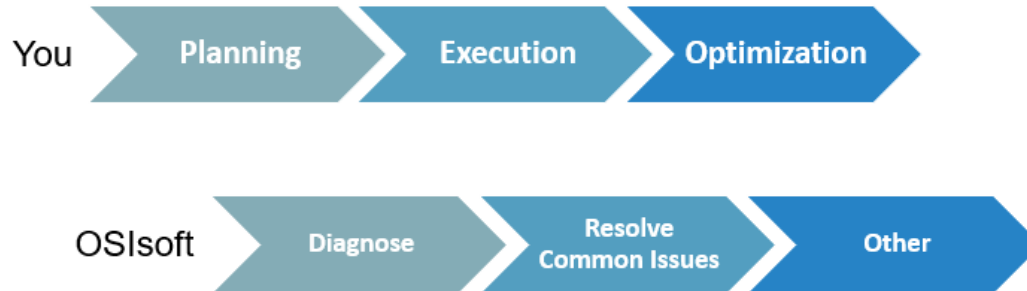 You
Planning
Execution
Optimization
OSIsoft
Diagnose
Resolve
Common Issues
Other